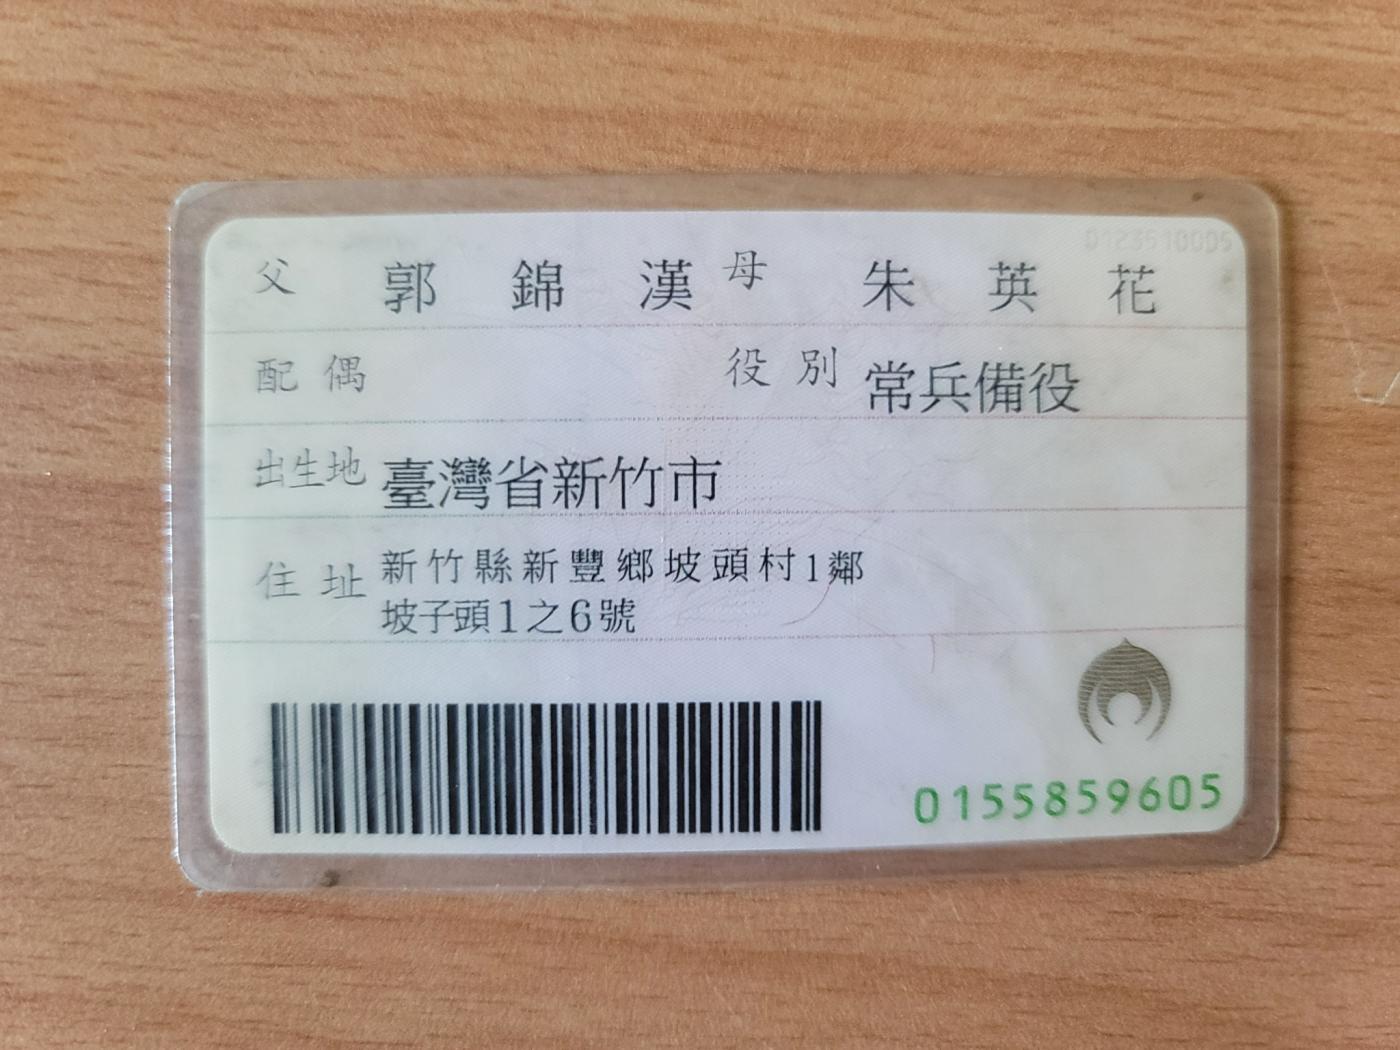 0123510005
父 郭錦漢 母 朱英花
配偶 役別 常兵備役
出生地 臺灣省新竹市
住址 新竹縣新豐鄉坡頭村1鄰
坡子頭1之6號
0155859605